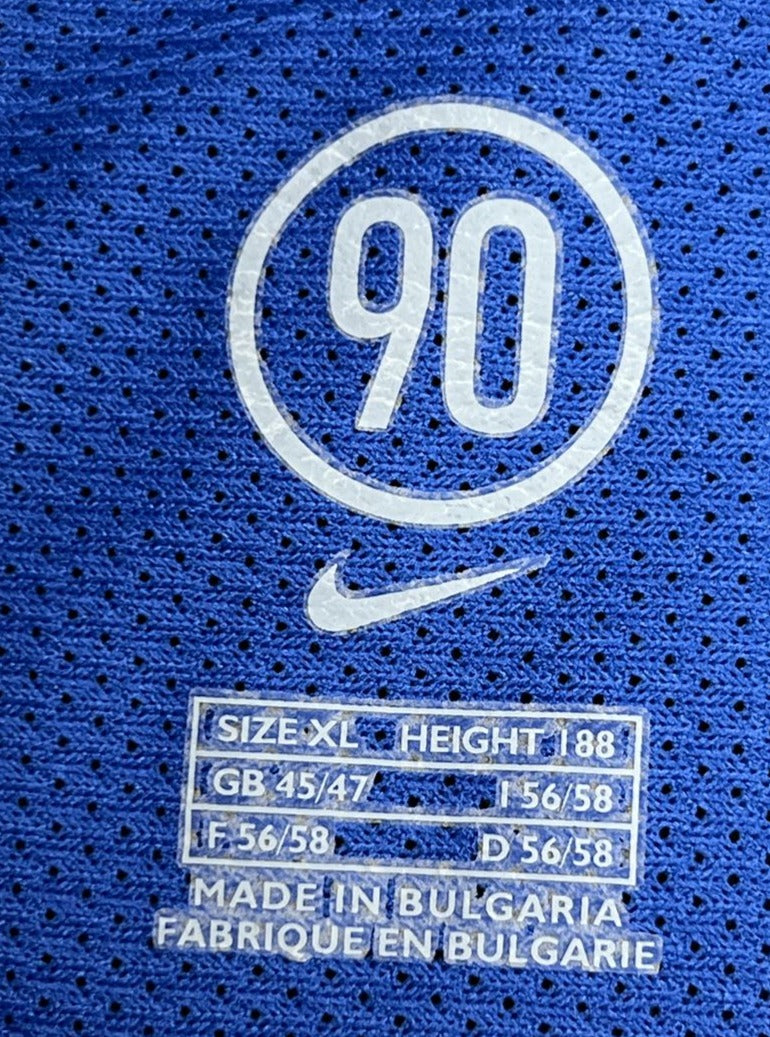 90
SIZE XL HEIGHT 188
GB 45/47 I 56/58
F 56/58 D 56/58
MADE IN BULGARIA
FABRIQUE EN BULGARIE